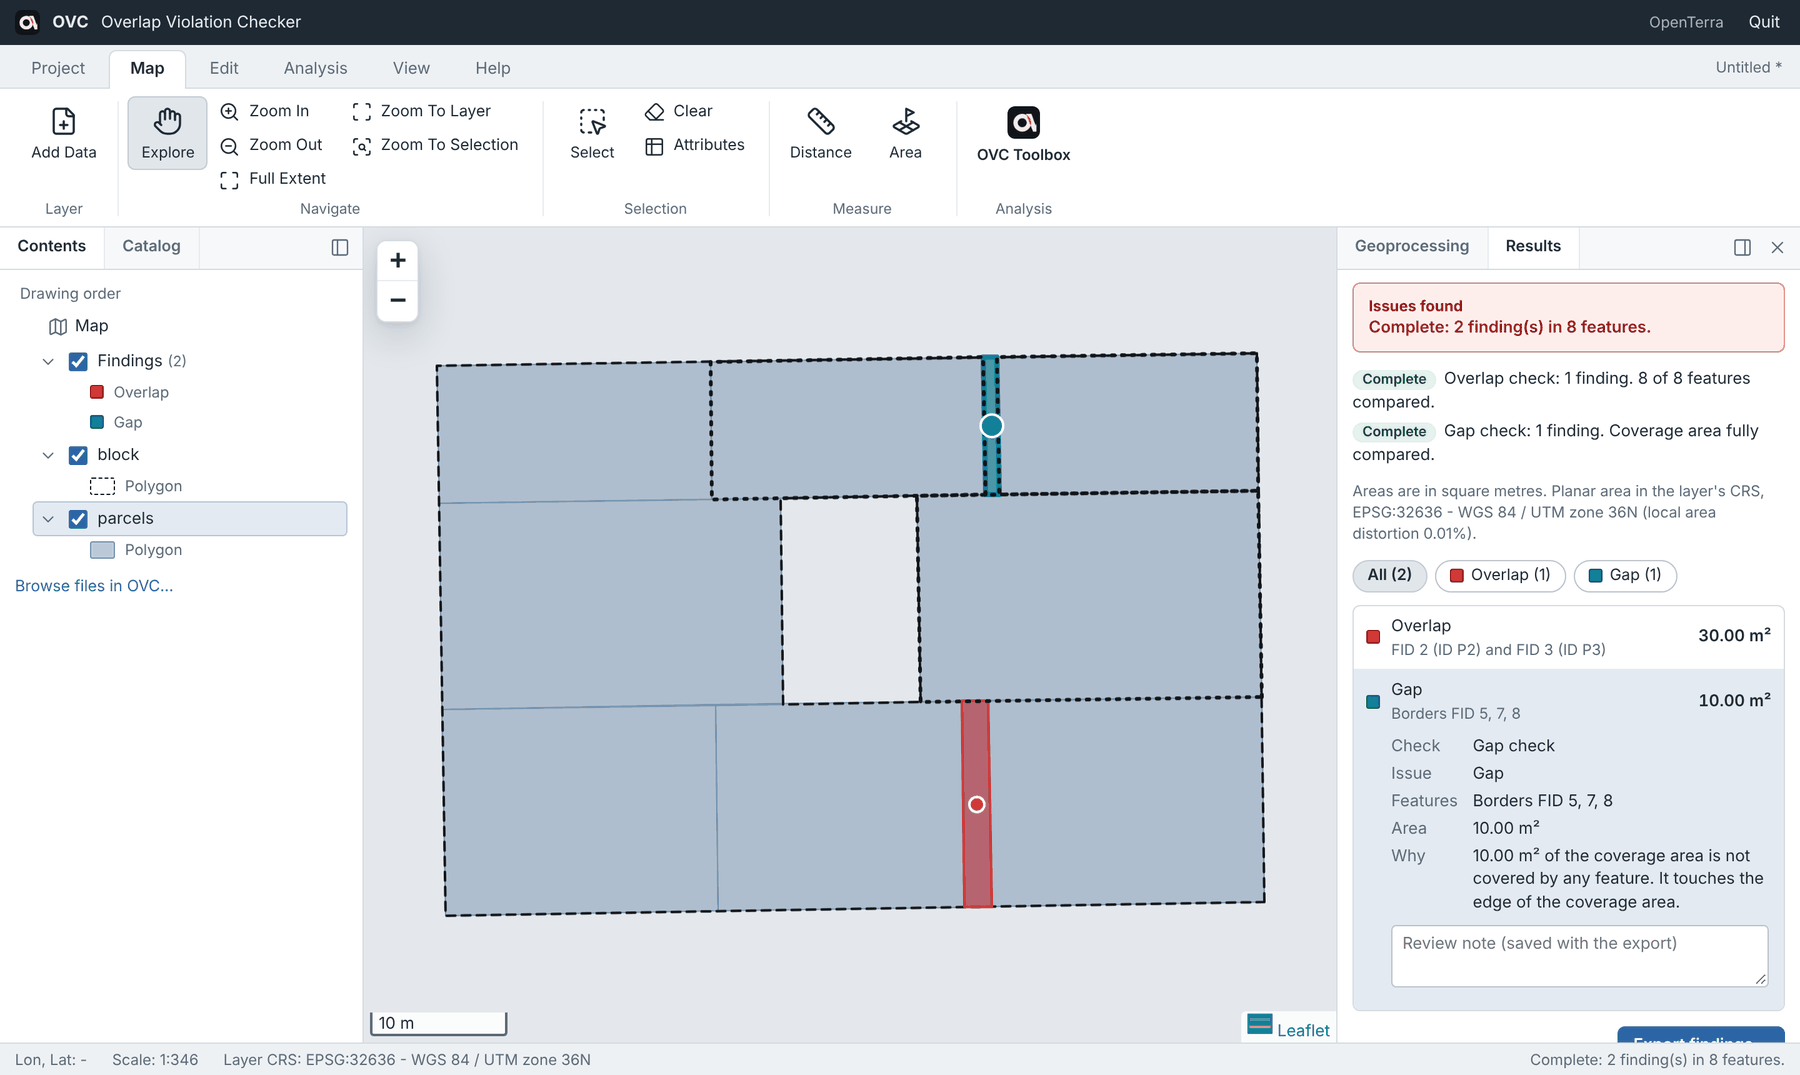 OVC Overlap Violation Checker
OpenTerra Quit
Project Map Edit Analysis View Help
Untitled *
Add Data
Layer
Explore
Zoom In
Zoom Out
Full Extent
Zoom To Layer
Zoom To Selection
Navigate
Select
Clear
Attributes
Selection
Distance
Area
Measure
OVC Toolbox
Analysis
Contents Catalog
Drawing order
Map
Findings (2)
Overlap
Gap
block
Polygon
parcels
Polygon
Browse files in OVC...
+
−
10 m
Leaflet
Geoprocessing Results
Issues found
Complete: 2 finding(s) in 8 features.
Complete Overlap check: 1 finding. 8 of 8 features
compared.
Complete Gap check: 1 finding. Coverage area fully
compared.
Areas are in square metres. Planar area in the layer's CRS,
EPSG:32636 - WGS 84 / UTM zone 36N (local area
distortion 0.01%).
All (2) Overlap (1) Gap (1)
Overlap
FID 2 (ID P2) and FID 3 (ID P3)
30.00 m²
Gap
Borders FID 5, 7, 8
10.00 m²
Check Gap check
Issue Gap
Features Borders FID 5, 7, 8
Area 10.00 m²
Why 10.00 m² of the coverage area is not
covered by any feature. It touches the
edge of the coverage area.
Review note (saved with the export)
Export findings...
Lon, Lat: - Scale: 1:346 Layer CRS: EPSG:32636 - WGS 84 / UTM zone 36N
Complete: 2 finding(s) in 8 features.